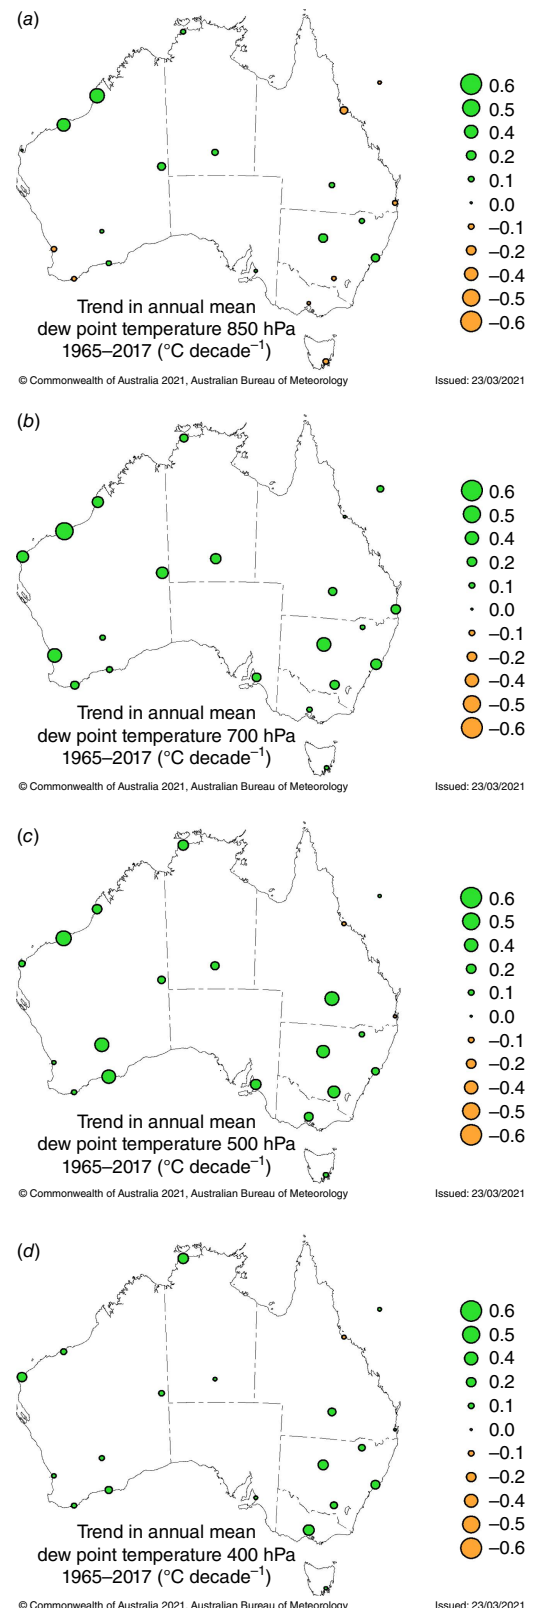 (a)
0.6
0.5
0.4
0.2
0.1
0.0
−0.1
−0.2
−0.4
−0.5
−0.6
Trend in annual mean
dew point temperature 850 hPa
1965–2017 (°C decade⁻¹)
© Commonwealth of Australia 2021, Australian Bureau of Meteorology Issued: 23/03/2021
(b)
0.6
0.5
0.4
0.2
0.1
0.0
−0.1
−0.2
−0.4
−0.5
−0.6
Trend in annual mean
dew point temperature 700 hPa
1965–2017 (°C decade⁻¹)
© Commonwealth of Australia 2021, Australian Bureau of Meteorology Issued: 23/03/2021
(c)
0.6
0.5
0.4
0.2
0.1
0.0
−0.1
−0.2
−0.4
−0.5
−0.6
Trend in annual mean
dew point temperature 500 hPa
1965–2017 (°C decade⁻¹)
© Commonwealth of Australia 2021, Australian Bureau of Meteorology Issued: 23/03/2021
(d)
0.6
0.5
0.4
0.2
0.1
0.0
−0.1
−0.2
−0.4
−0.5
−0.6
Trend in annual mean
dew point temperature 400 hPa
1965–2017 (°C decade⁻¹)
© Commonwealth of Australia 2021, Australian Bureau of Meteorology Issued: 23/03/2021